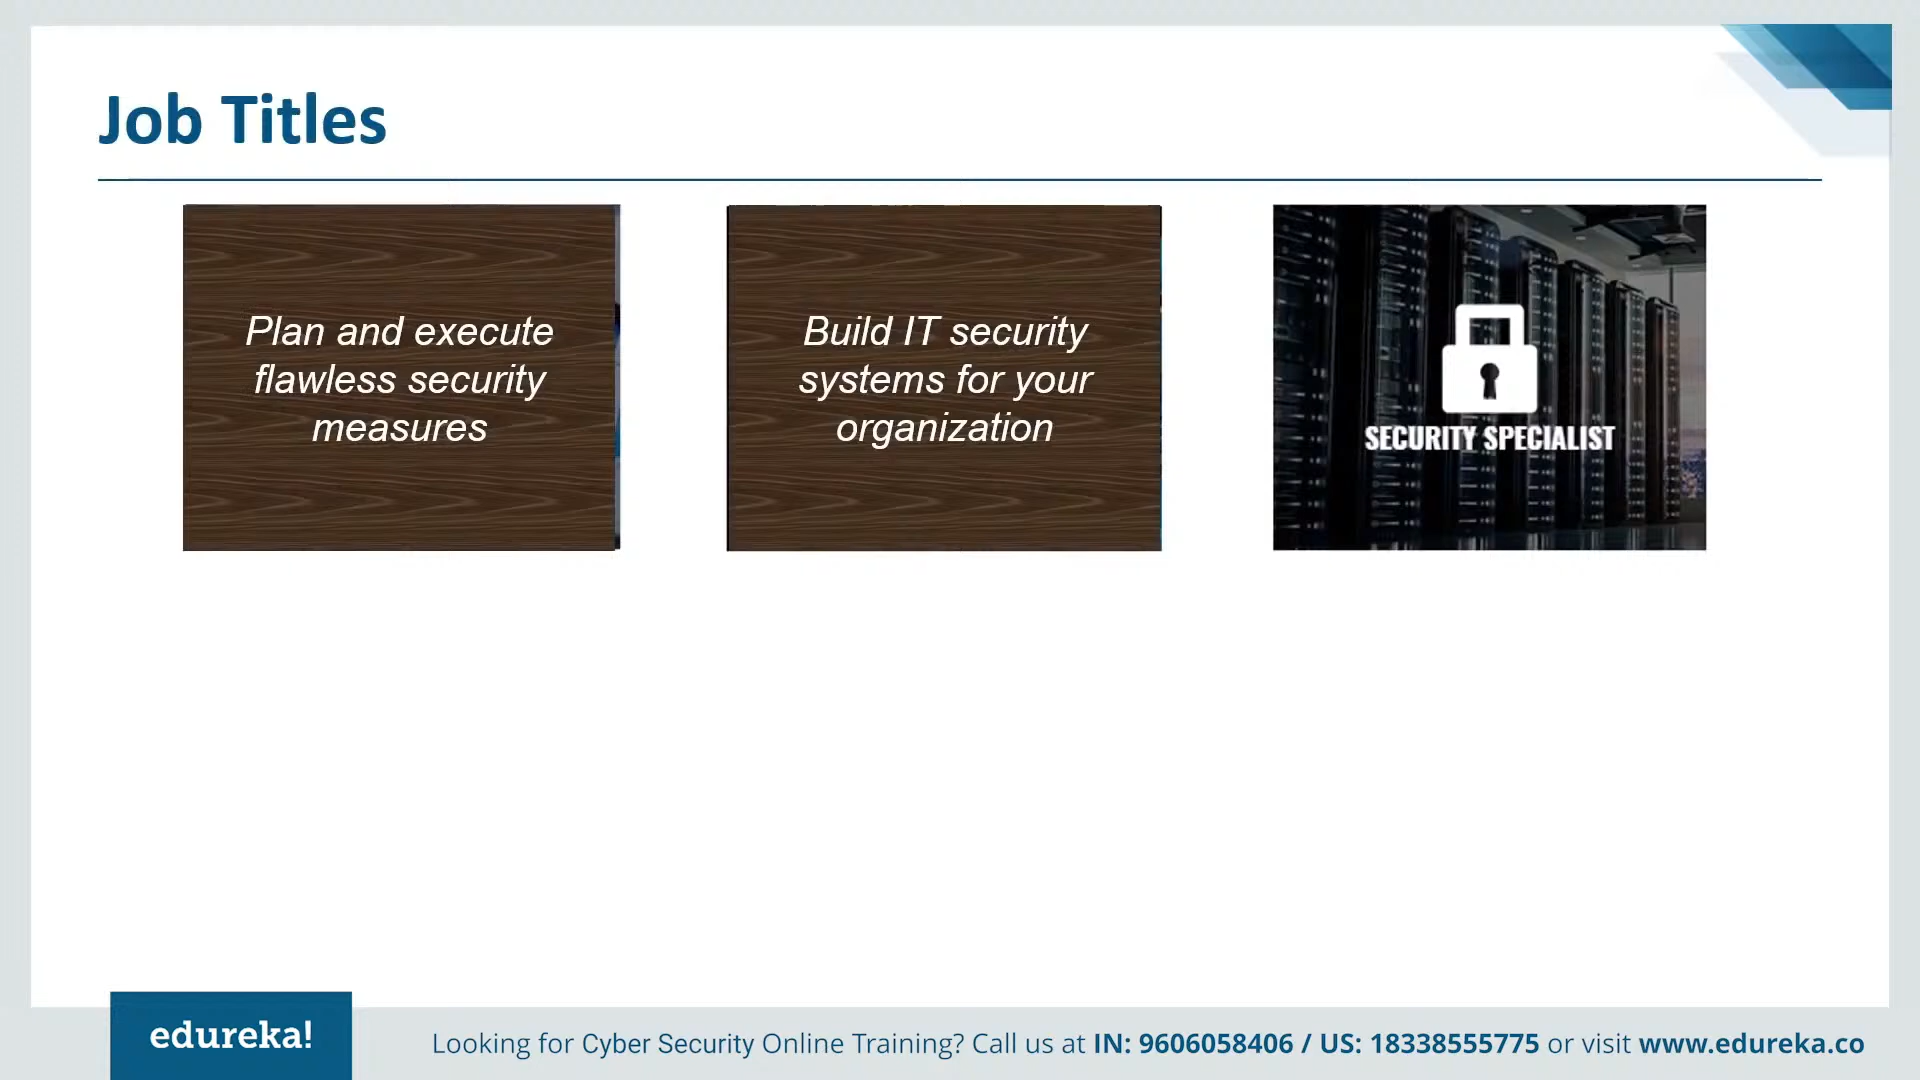 Job Titles
Plan and execute
flawless security
measures
Build IT security
systems for your
organization
SECURITY SPECIALIST
edureka!
Looking for Cyber Security Online Training? Call us at IN: 9606058406 / US: 18338555775 or visit www.edureka.co